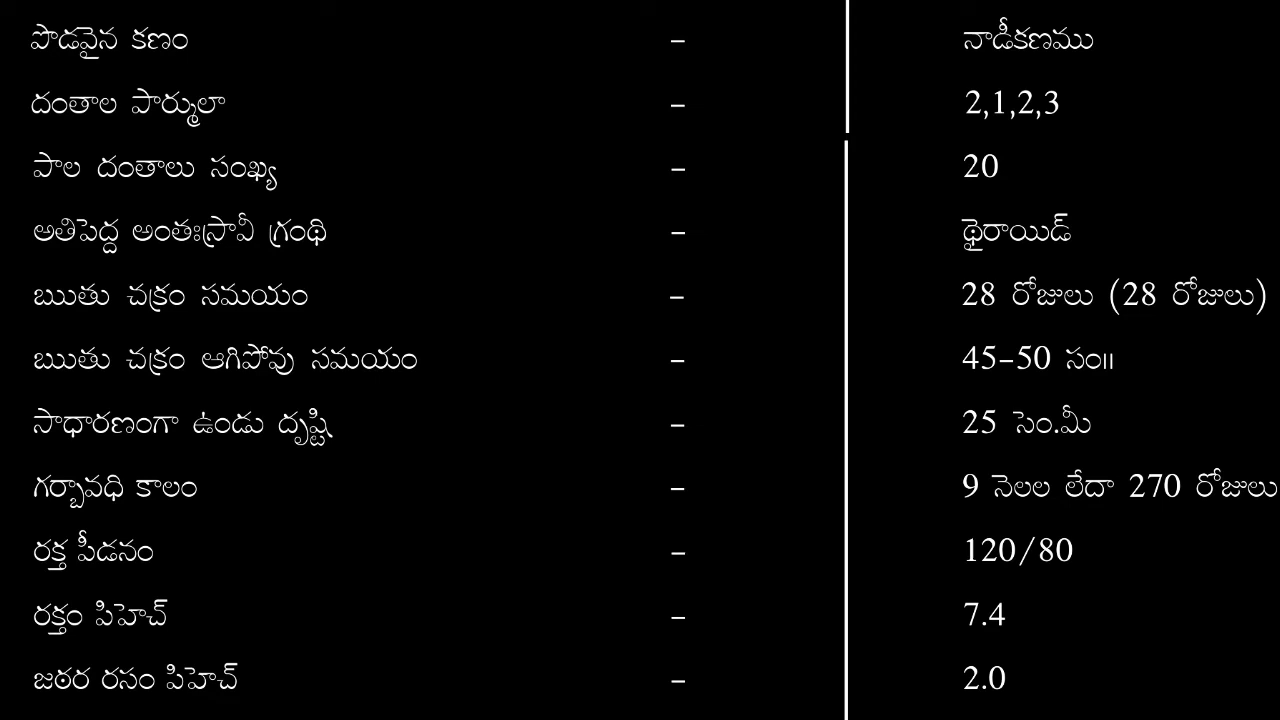 పొడవైన కణం - నాడీకణము
దంతాల పార్ములా - 2,1,2,3
పాల దంతాలు సంఖ్య - 20
అతిపెద్ద అంతఃస్రావీ గ్రంథి - థైరాయిడ్
ఋతు చక్రం సమయం - 28 రోజులు (28 రోజులు)
ఋతు చక్రం ఆగిపోవు సమయం - 45-50 సం॥
సాధారణంగా ఉండు దృష్టి - 25 సెం.మీ
గర్భావధి కాలం - 9 నెలల లేదా 270 రోజులు
రక్త పీడనం - 120/80
రక్తం పిహెచ్ - 7.4
జఠర రసం పిహెచ్ - 2.0